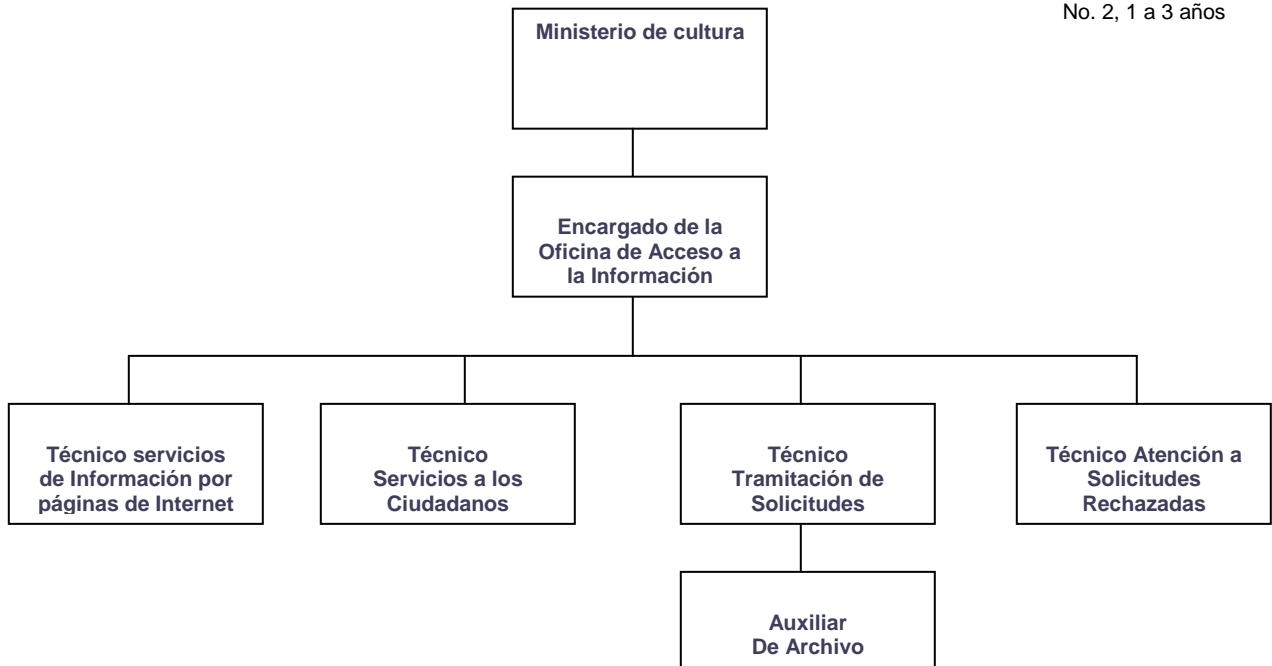 No. 2, 1 a 3 años
Ministerio de cultura
Encargado de la
Oficina de Acceso a
la Información
Técnico servicios
de Información por
páginas de Internet
Técnico
Servicios a los
Ciudadanos
Técnico
Tramitación de
Solicitudes
Técnico Atención a
Solicitudes
Rechazadas
Auxiliar
De Archivo